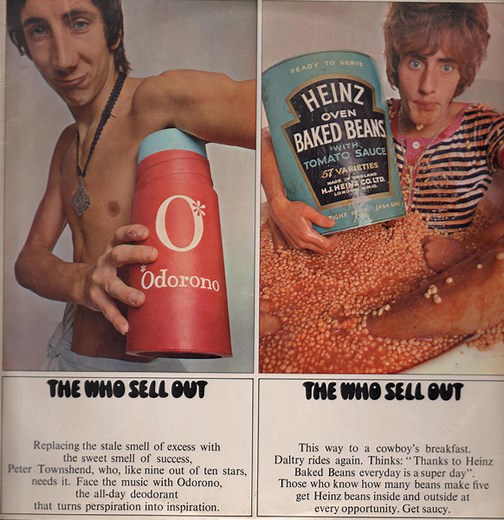 O*
*Odorono
READY TO SERVE
HEINZ
OVEN
BAKED BEANS
WITH
TOMATO SAUCE
57 VARIETIES
MADE IN ENGLAND
H.J. HEINZ CO. LTD.
THE WHO SELL OUT
Replacing the stale smell of excess with
the sweet smell of success,
Peter Townshend, who, like nine out of ten stars,
needs it. Face the music with Odorono,
the all-day deodorant
that turns perspiration into inspiration.
THE WHO SELL OUT
This way to a cowboy's breakfast.
Daltry rides again. Thinks: "Thanks to Heinz
Baked Beans everyday is a super day".
Those who know how many beans make five
get Heinz beans inside and outside at
every opportunity. Get saucy.